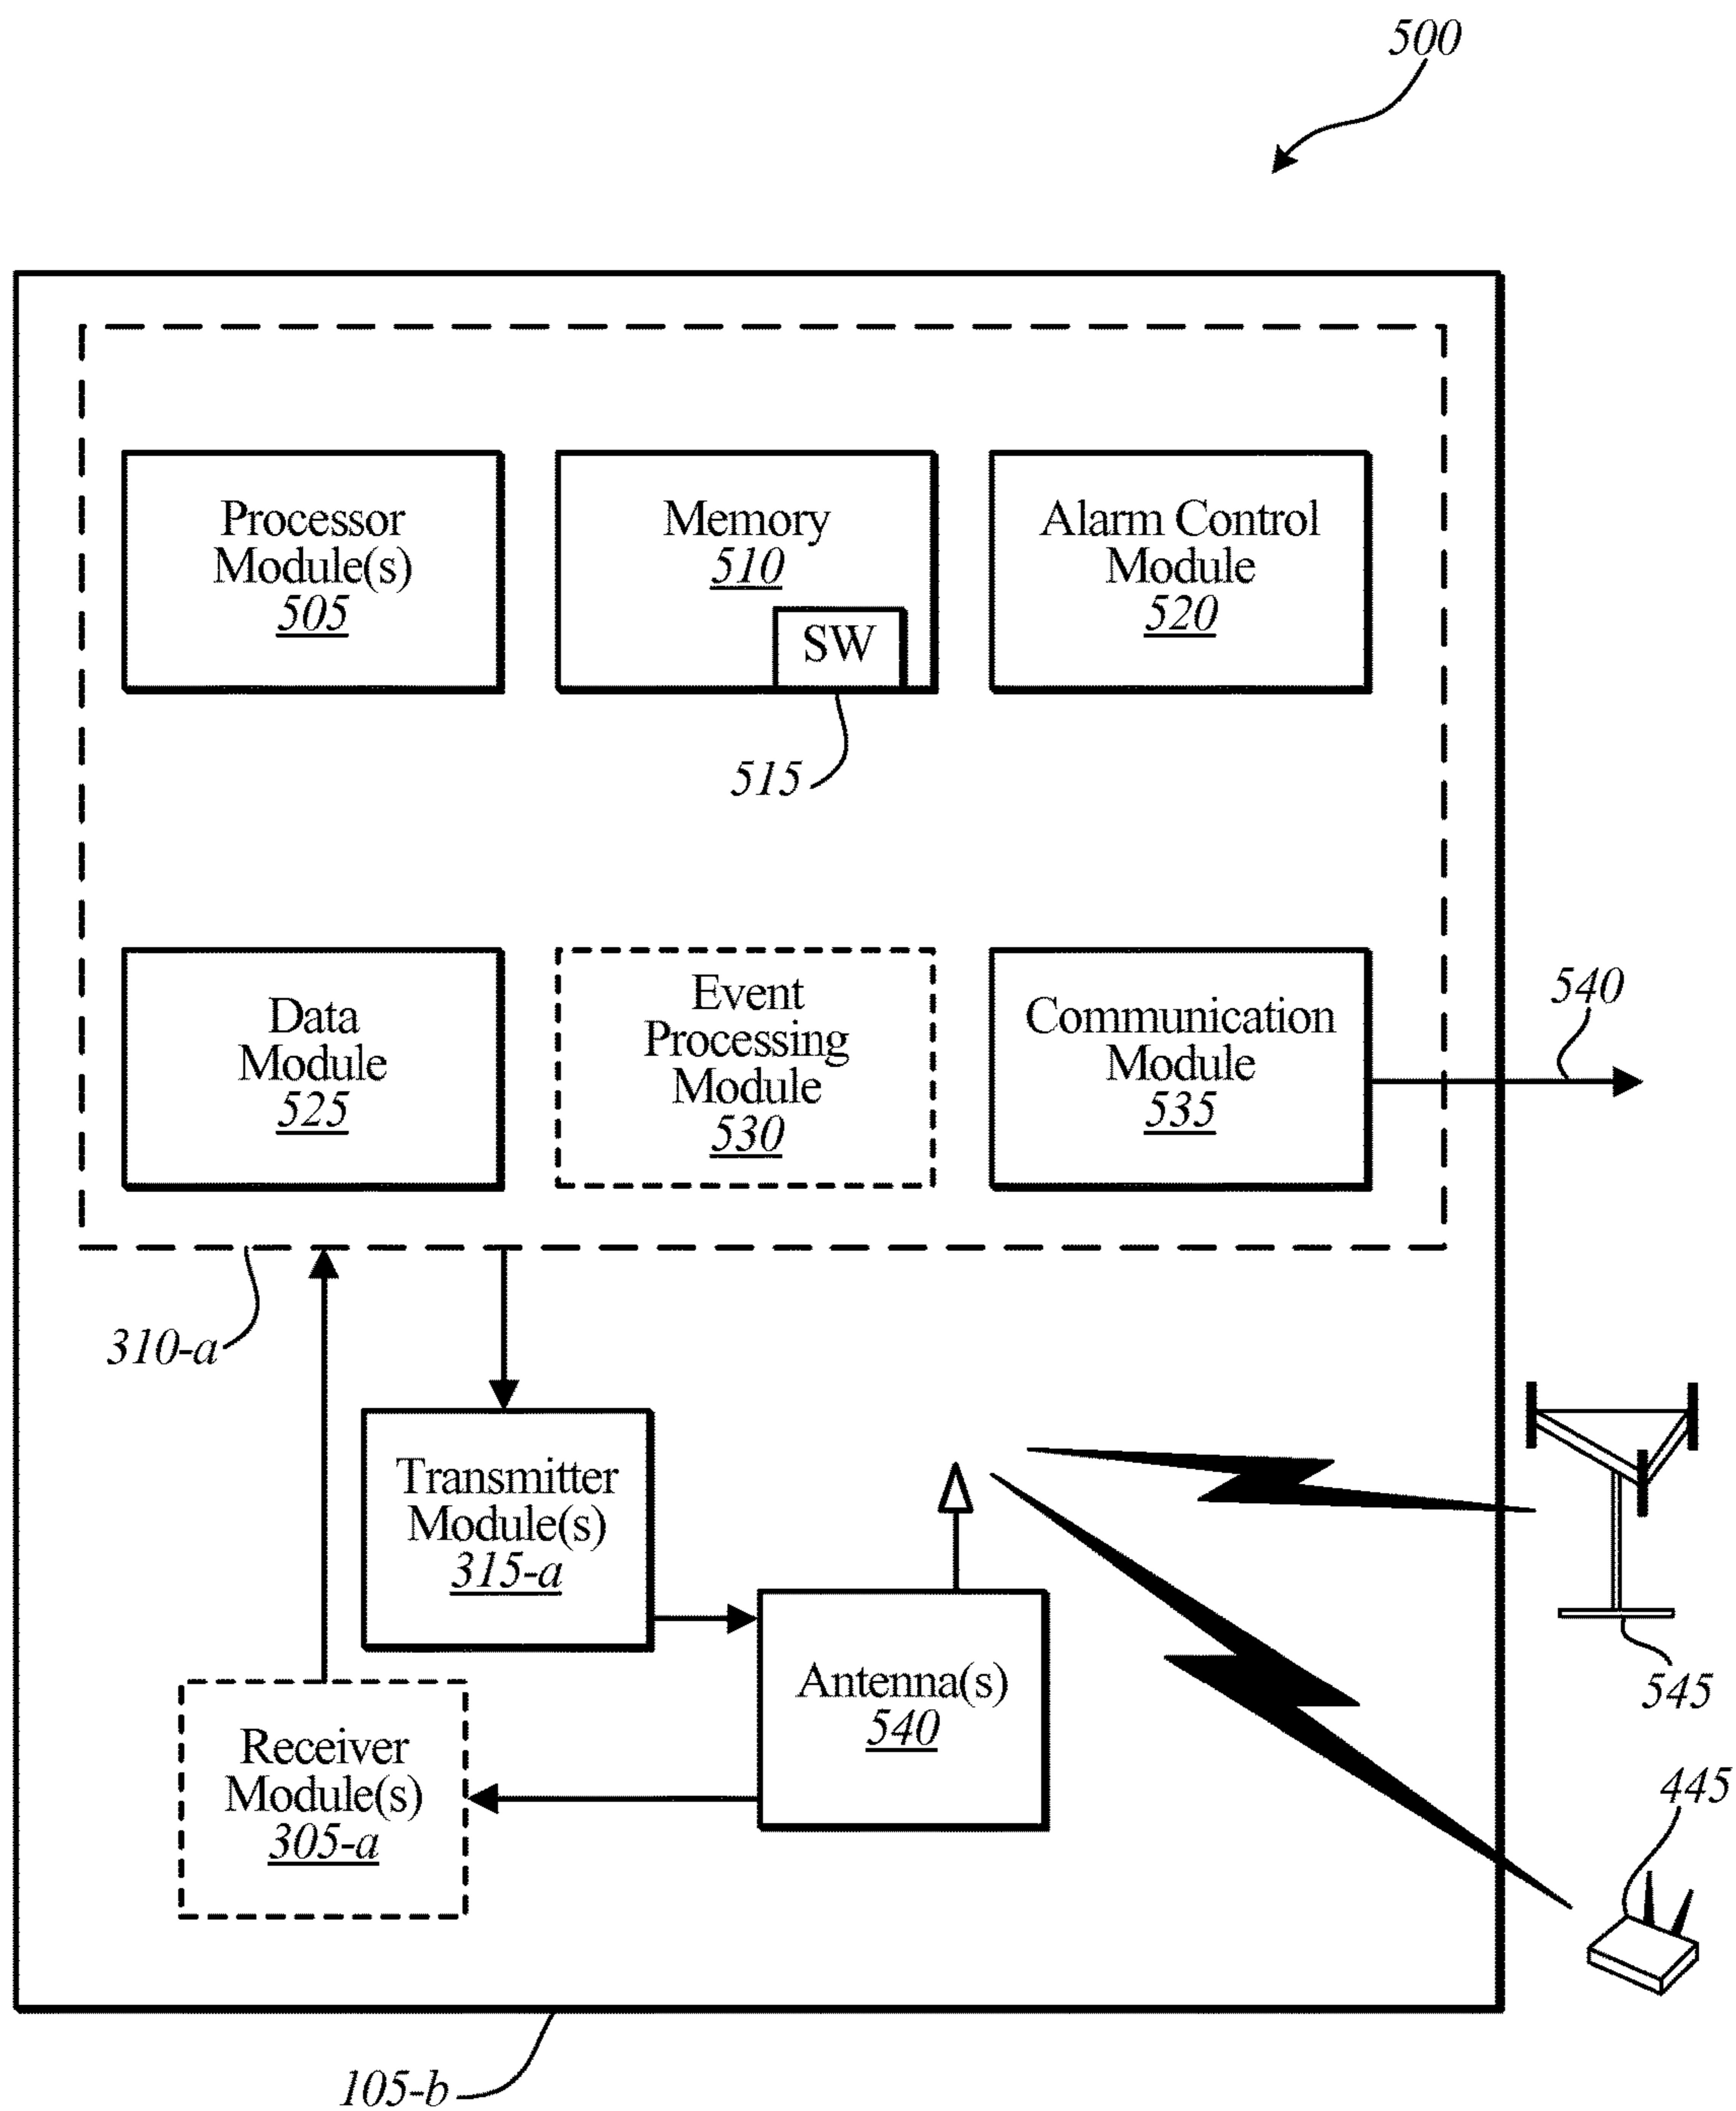 500
Processor
Module(s)
505
Memory
510
SW
Alarm Control
Module
520
515
Data
Module
525
Event
Processing
Module
530
Communication
Module
535
540
310-a
Transmitter
Module(s)
315-a
Antenna(s)
540
Receiver
Module(s)
305-a
545
445
105-b